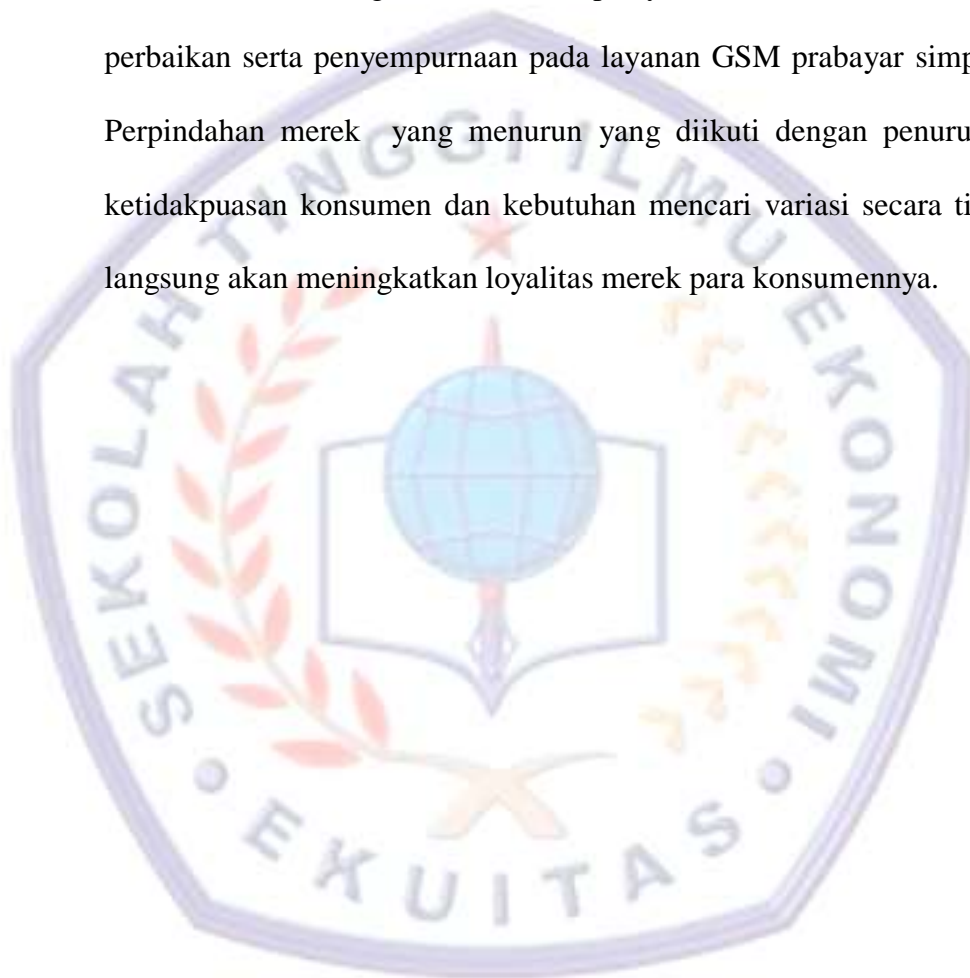 perbaikan serta penyempurnaan pada layanan GSM prabayar simp
Perpindahan merek yang menurun yang diikuti dengan penuru
ketidakpuasan konsumen dan kebutuhan mencari variasi secara ti
langsung akan meningkatkan loyalitas merek para konsumennya.
SEKOLAH TINGGI ILMU EKONOMI
• EKUITAS •